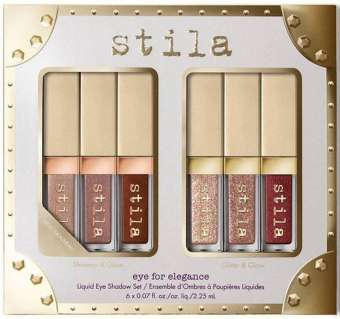 stila
stila
stila
stila
stila
stila
stila
Shimmer & Glow
Glitter & Glow
eye for elegance
Liquid Eye Shadow Set / Ensemble d'Ombres à Paupières Liquides
6 x 0.07 fl.oz./oz. liq./2.25 ml